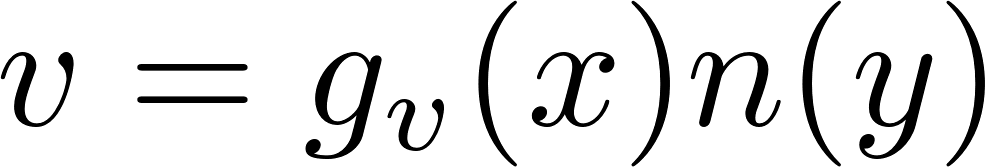 v = g_v(x)n(y)